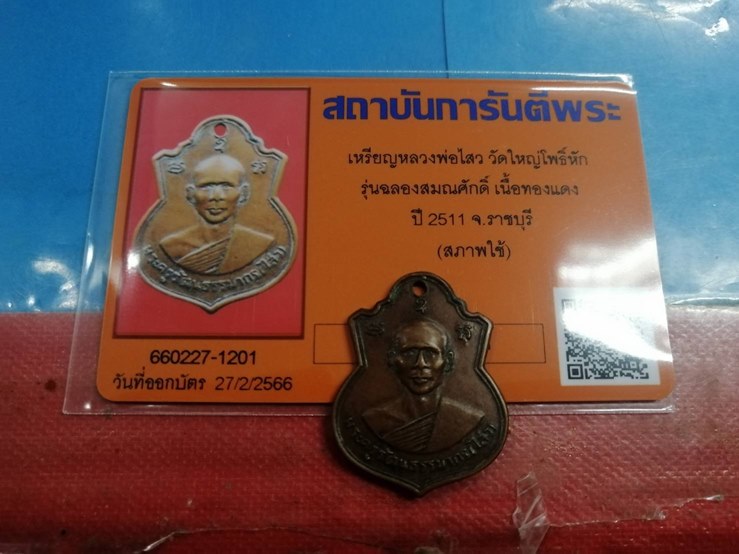 สถาบันการันตีพระ
เหรียญหลวงพ่อไสว วัดใหญ่โพธิ์หัก
รุ่นฉลองสมณศักดิ์ เนื้อทองแดง
ปี 2511 จ.ราชบุรี
(สภาพใช้)
660227-1201
วันที่ออกบัตร 27/2/2566